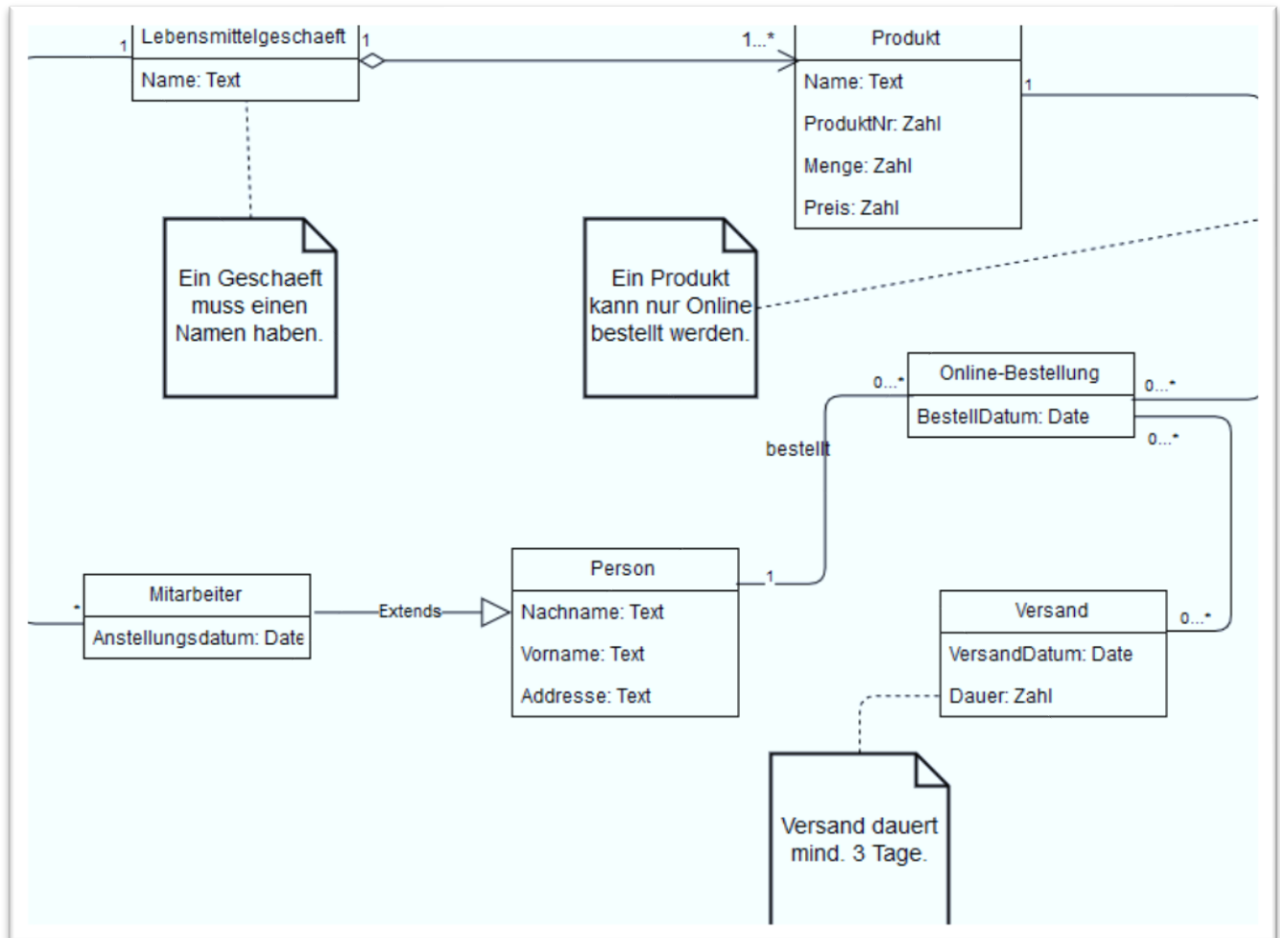 1
Lebensmittelgeschaeft
1
1...*
Produkt
Name: Text
Name: Text
ProduktNr: Zahl
Menge: Zahl
Preis: Zahl
1
Ein Geschaeft
muss einen
Namen haben.
Ein Produkt
kann nur Online
bestellt werden.
0...*
Online-Bestellung
0...*
BestellDatum: Date
0...*
bestellt
Mitarbeiter
*
Anstellungsdatum: Date
Extends
Person
1
Nachname: Text
Vorname: Text
Addresse: Text
Versand
0...*
VersandDatum: Date
Dauer: Zahl
Versand dauert
mind. 3 Tage.